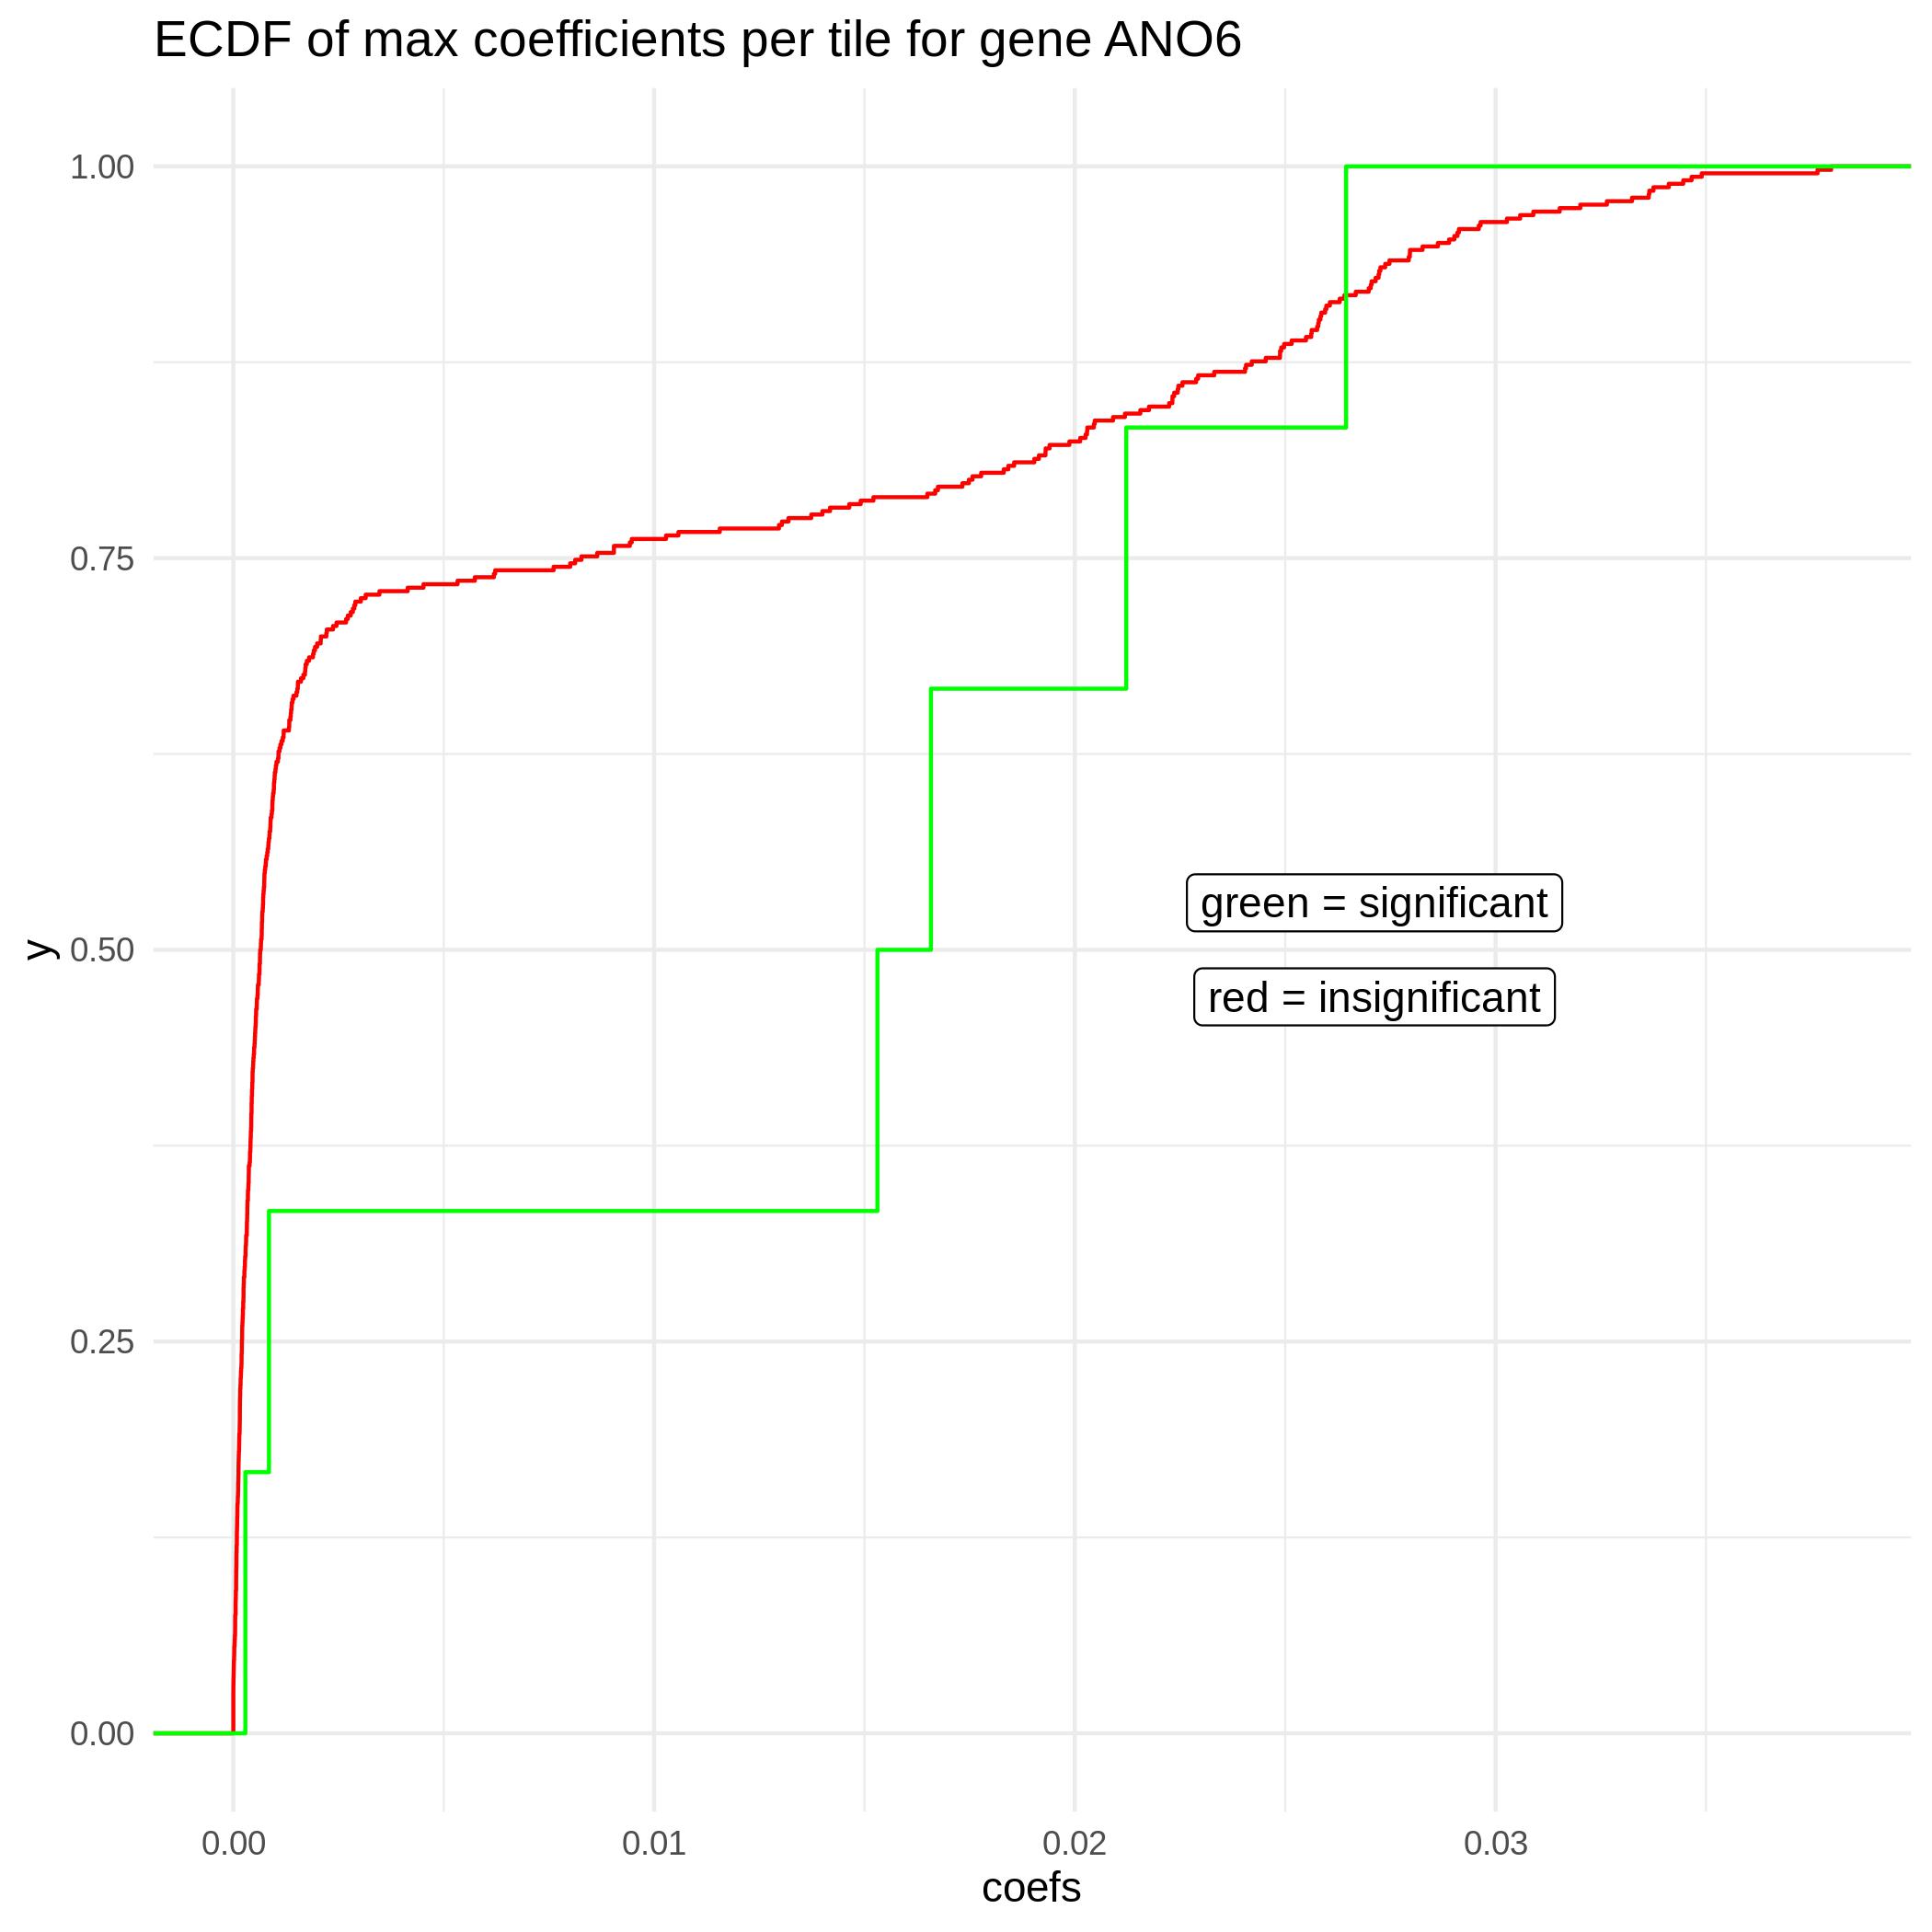 ECDF of max coefficients per tile for gene ANO6
1.00
0.75
0.50
0.25
0.00
y
green = significant
red = insignificant
0.00 0.01 0.02 0.03
coefs